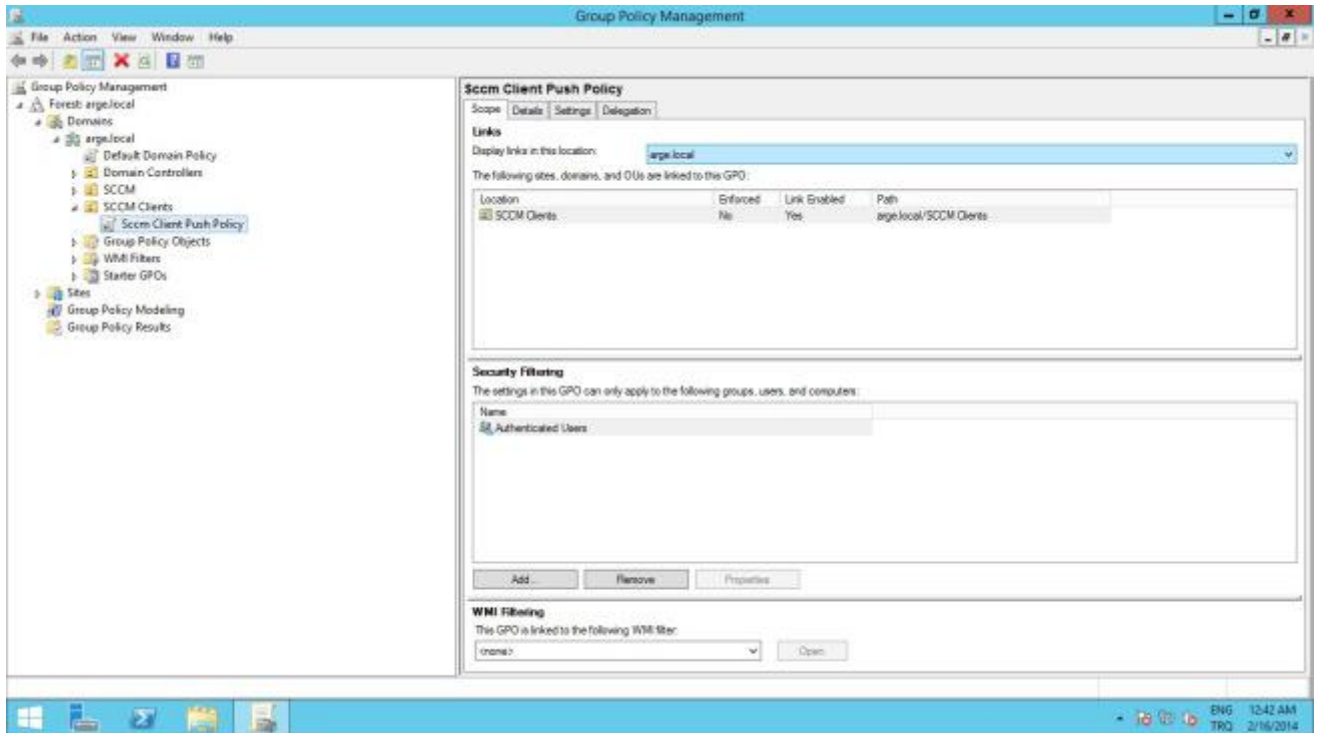 Group Policy Management
File Action View Window Help
Group Policy Management
Forest: arge.local
Domains
arge.local
Default Domain Policy
Domain Controllers
SCCM
SCCM Clients
Sccm Client Push Policy
Group Policy Objects
WMI Filters
Starter GPOs
Sites
Group Policy Modeling
Group Policy Results
Sccm Client Push Policy
Scope Details Settings Delegation
Links
Display links in this location: arge.local
The following sites, domains, and OUs are linked to this GPO:
Location Enforced Link Enabled Path
SCCM Clients No Yes arge.local/SCCM Clients
Security Filtering
The settings in this GPO can only apply to the following groups, users, and computers:
Name
Authenticated Users
Add... Remove Properties
WMI Filtering
This GPO is linked to the following WMI filter:
<none> Open
ENG 12:42 AM
TRQ 2/16/2014